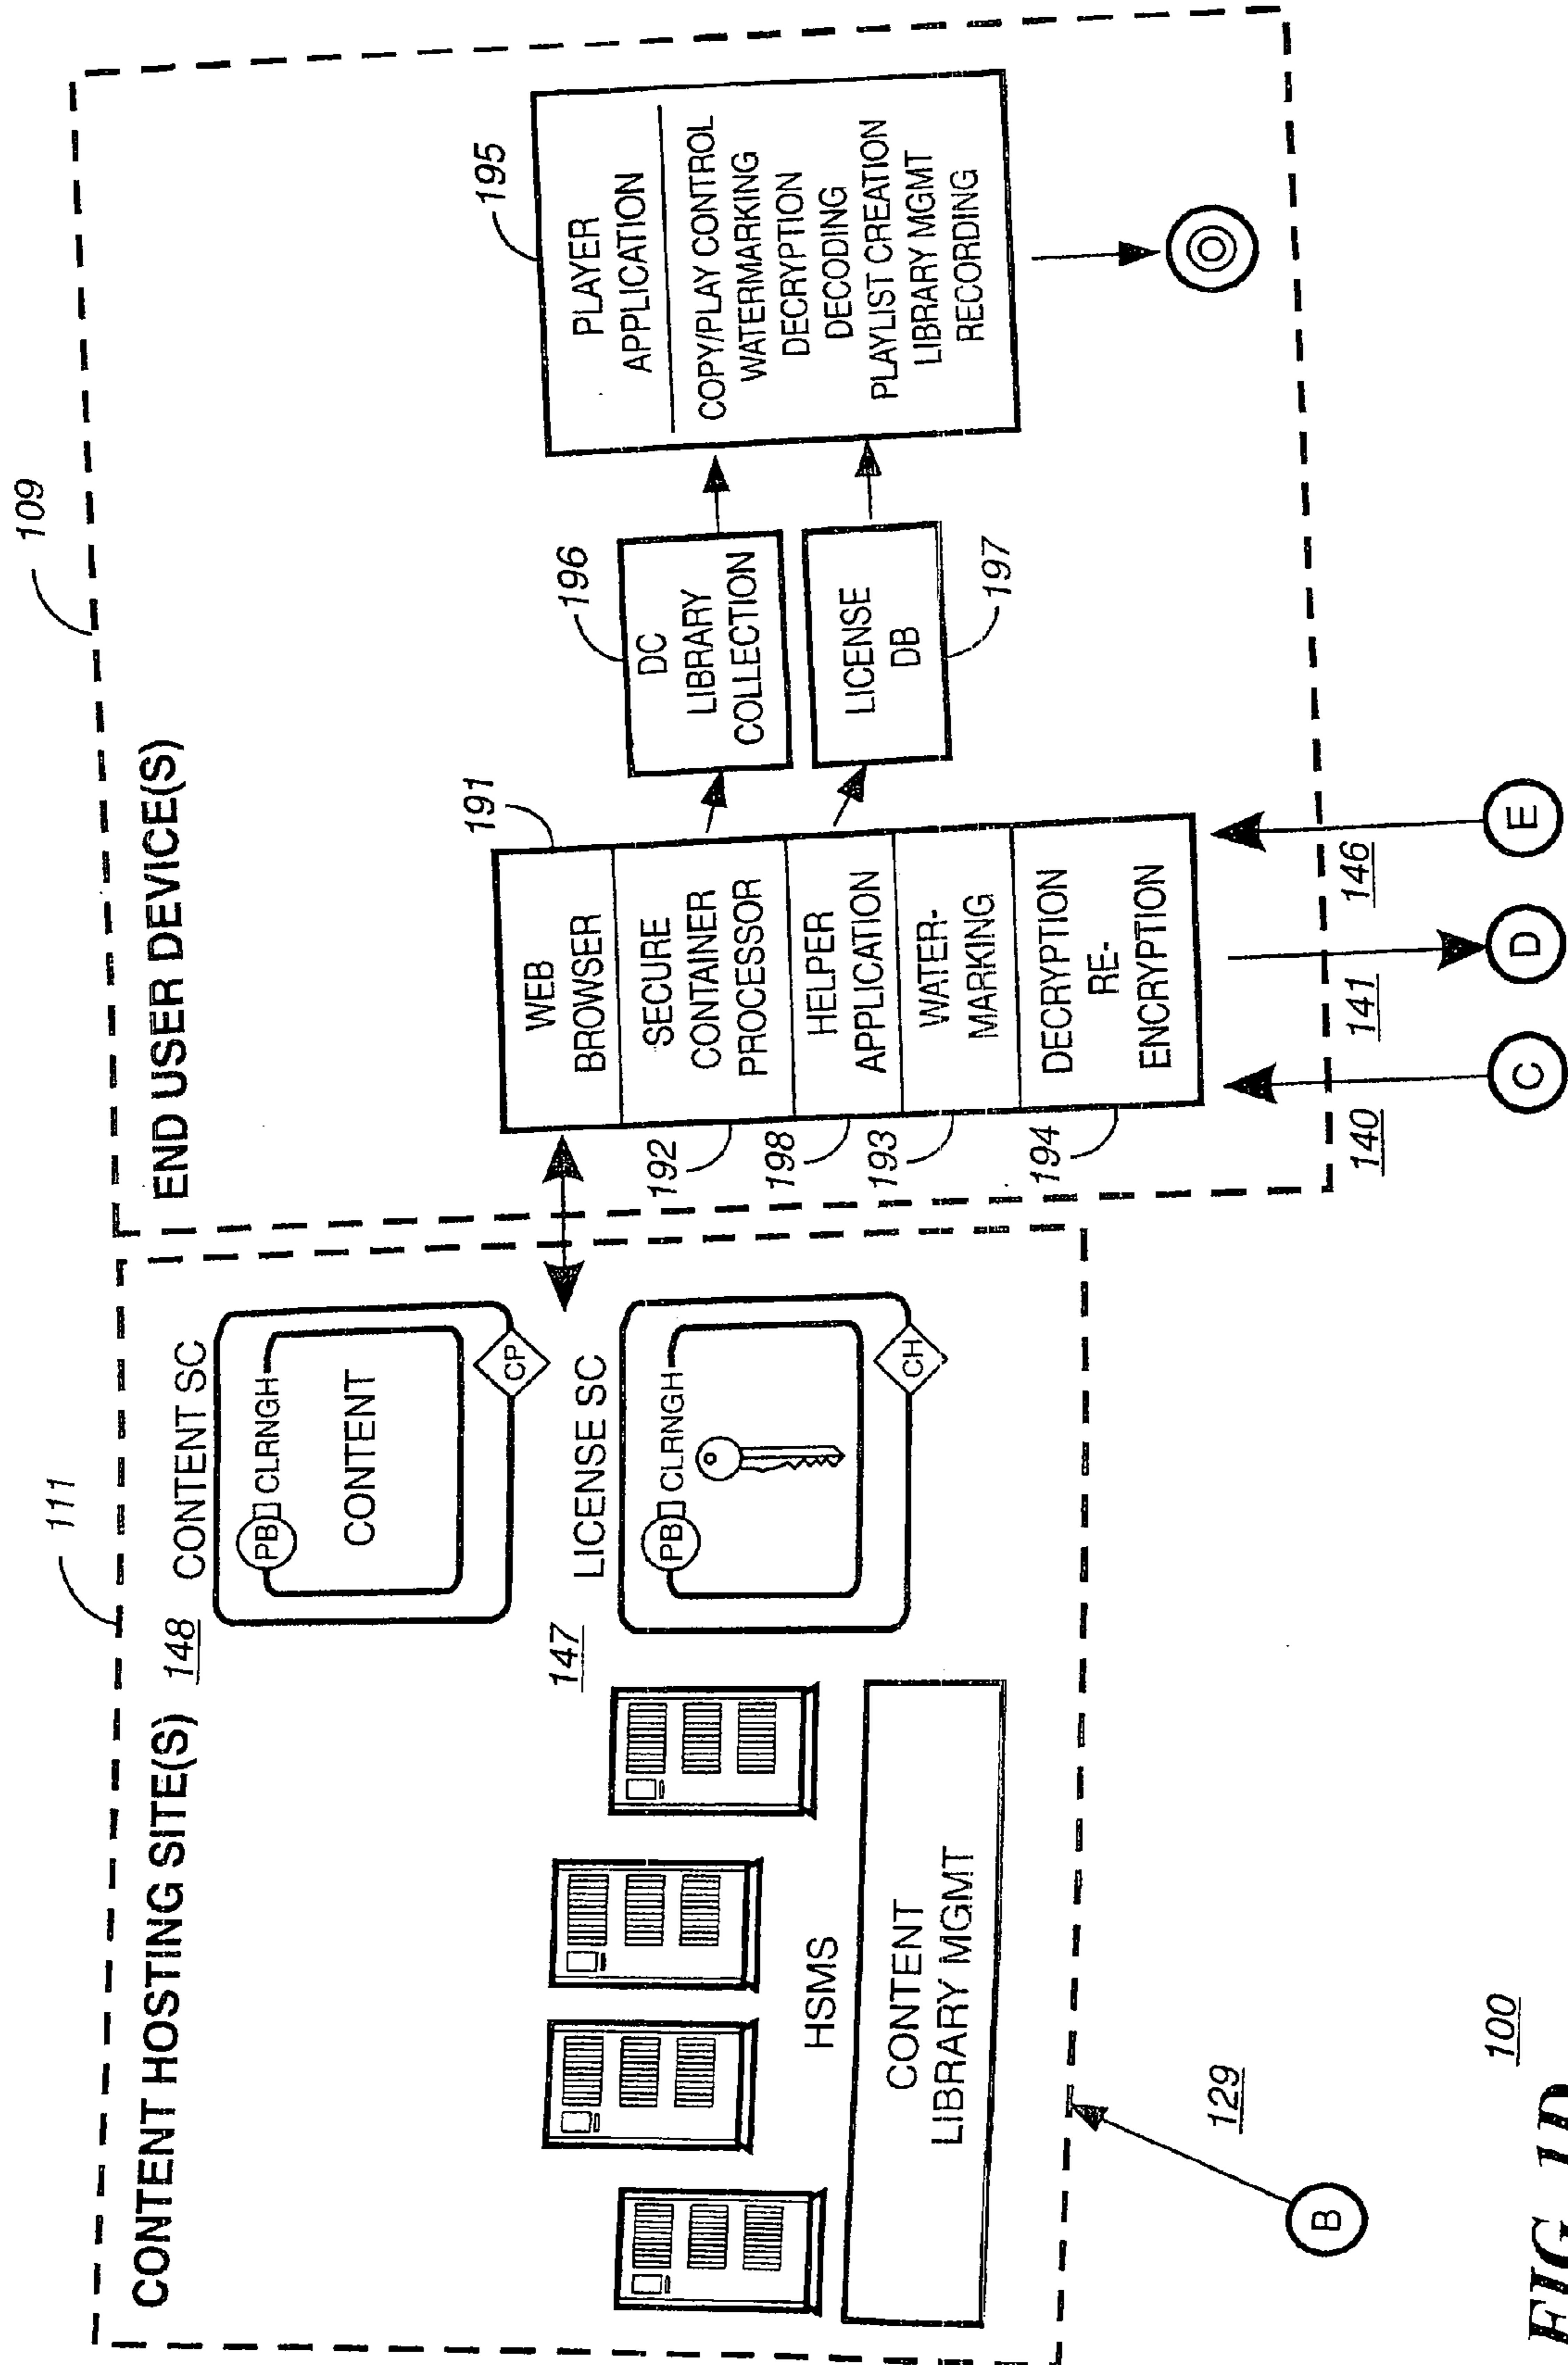 109
END USER DEVICE(S)
191
WEB
BROWSER
SECURE
CONTAINER
PROCESSOR
HELPER
APPLICATION
WATER-
MARKING
DECRYPTION
RE-
ENCRYPTION
192
198
193
194
196
DC
LIBRARY
COLLECTION
LICENSE
DB
197
195
PLAYER
APPLICATION
COPY/PLAY CONTROL
WATERMARKING
DECRYPTION
DECODING
PLAYLIST CREATION
LIBRARY MGMT
RECORDING
140
141
146
C
D
E
111
CONTENT HOSTING SITE(S)
148
CONTENT SC
PB CLRNGH
CONTENT
CP
147
LICENSE SC
PB CLRNGH
CH
HSMS
CONTENT
LIBRARY MGMT
129
B
100
FIG. 1D